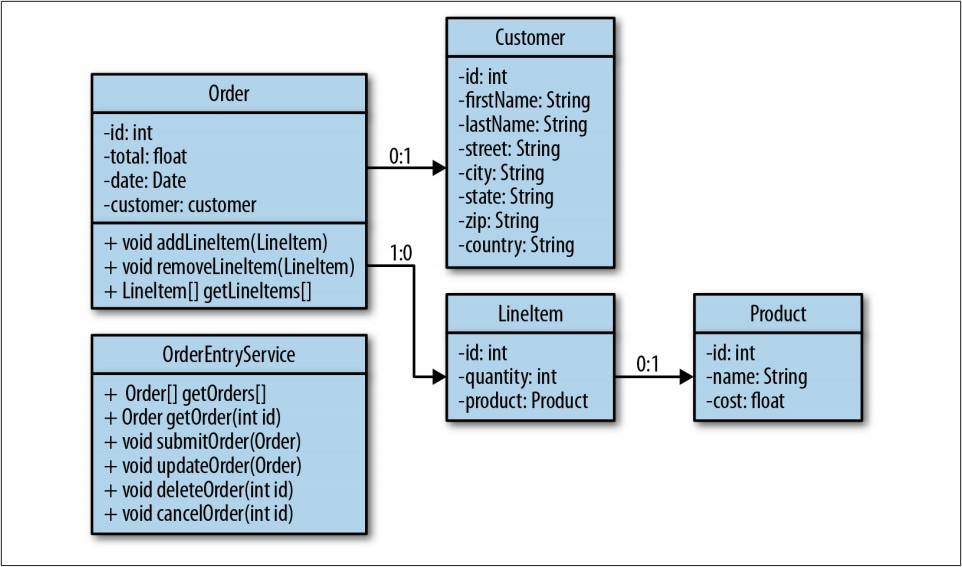 Order
-id: int
-total: float
-date: Date
-customer: customer
+ void addLineItem(LineItem)
+ void removeLineItem(LineItem)
+ LineItem[] getLineItems[]
0:1
Customer
-id: int
-firstName: String
-lastName: String
-street: String
-city: String
-state: String
-zip: String
-country: String
1:0
LineItem
-id: int
-quantity: int
-product: Product
0:1
Product
-id: int
-name: String
-cost: float
OrderEntryService
+ Order[] getOrders[]
+ Order getOrder(int id)
+ void submitOrder(Order)
+ void updateOrder(Order)
+ void deleteOrder(int id)
+ void cancelOrder(int id)